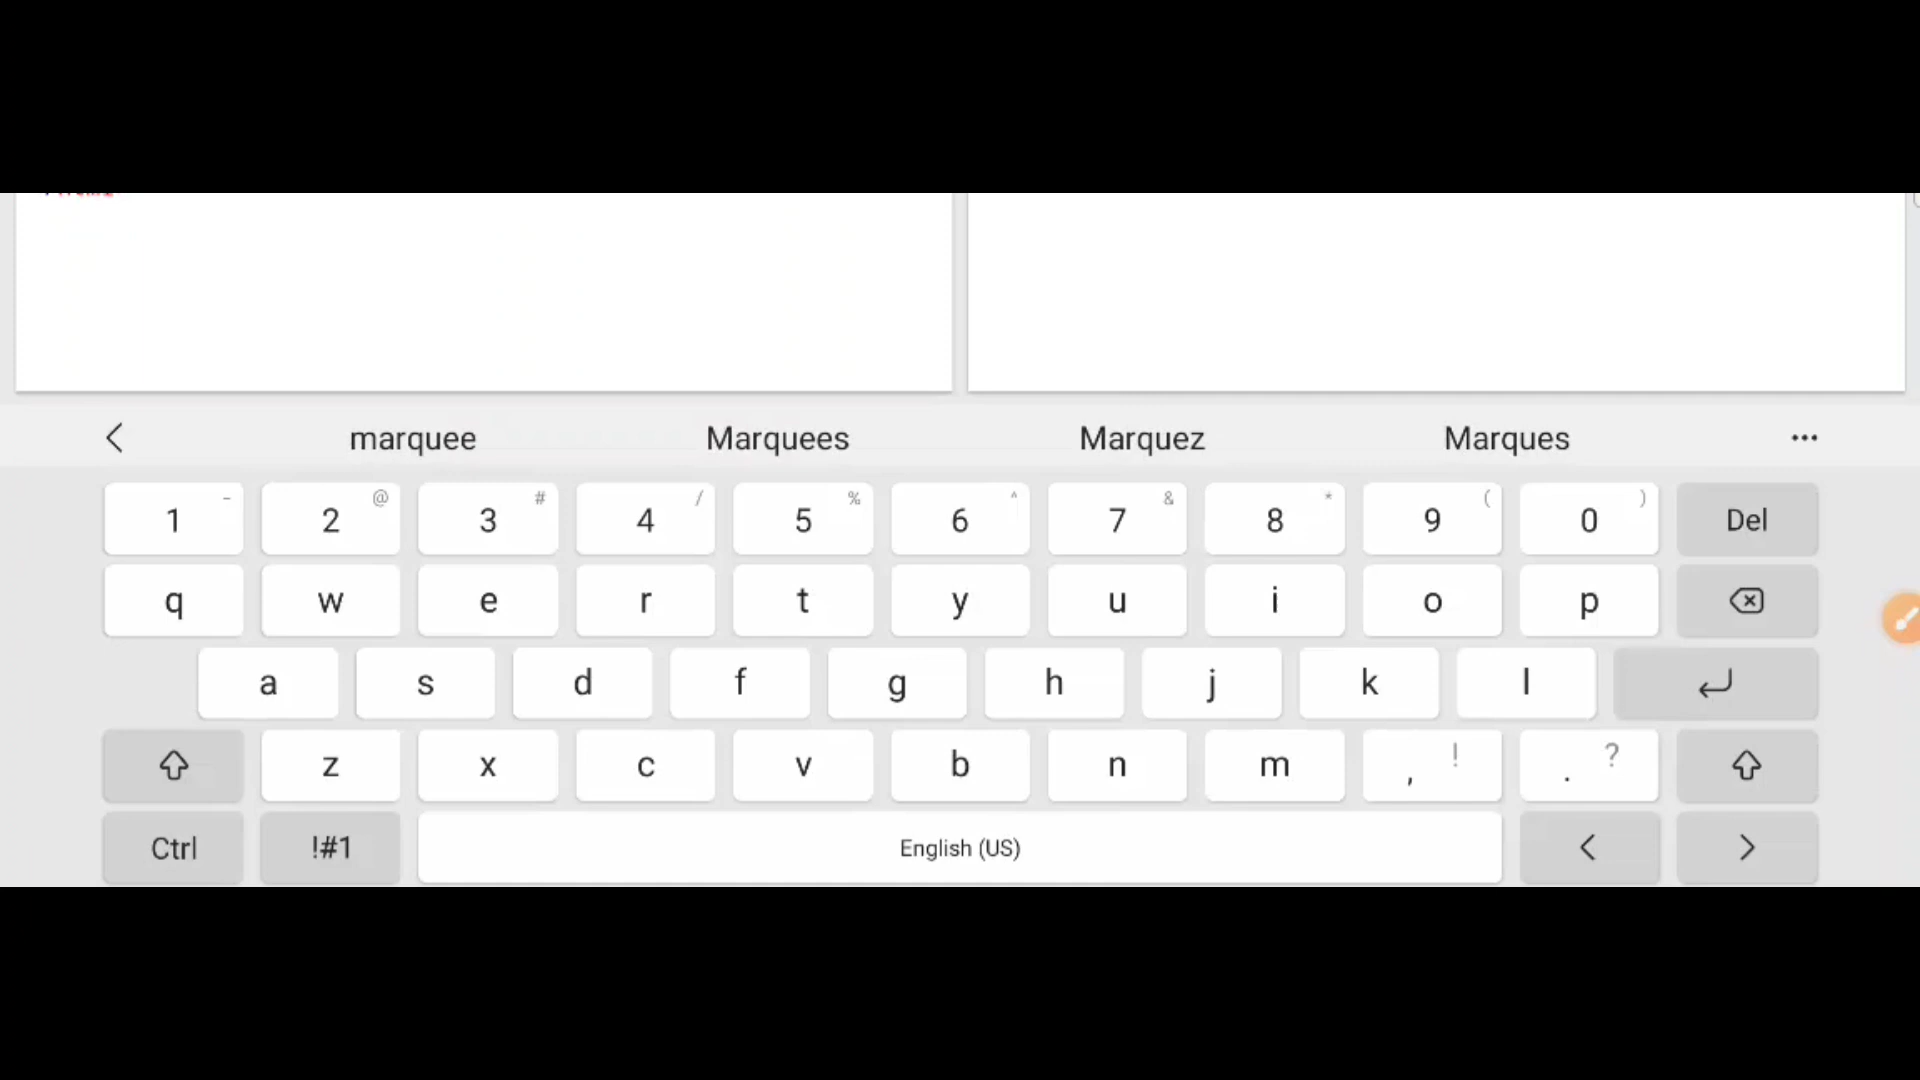 marquee Marquees Marquez Marques ...
1 - 2 @ 3 # 4 / 5 % 6 ^ 7 & 8 * 9 ( 0 ) Del
q w e r t y u i o p
a s d f g h j k l
z x c v b n m , ! . ?
Ctrl !#1 English (US) < >